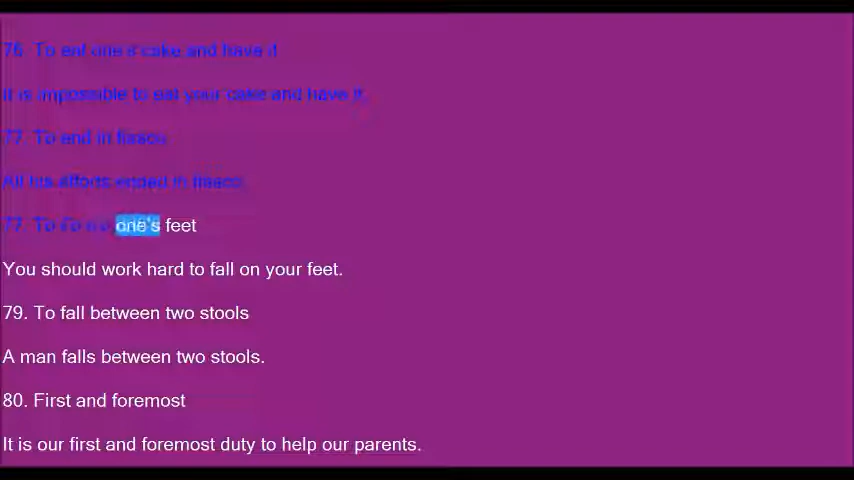 76. To eat one's cake and have it
It is impossible to eat your cake and have it.
77. To end in fiasco
All his efforts ended in fiasco.
77. To one's feet
You should work hard to fall on your feet.
79. To fall between two stools
A man falls between two stools.
80. First and foremost
It is our first and foremost duty to help our parents.